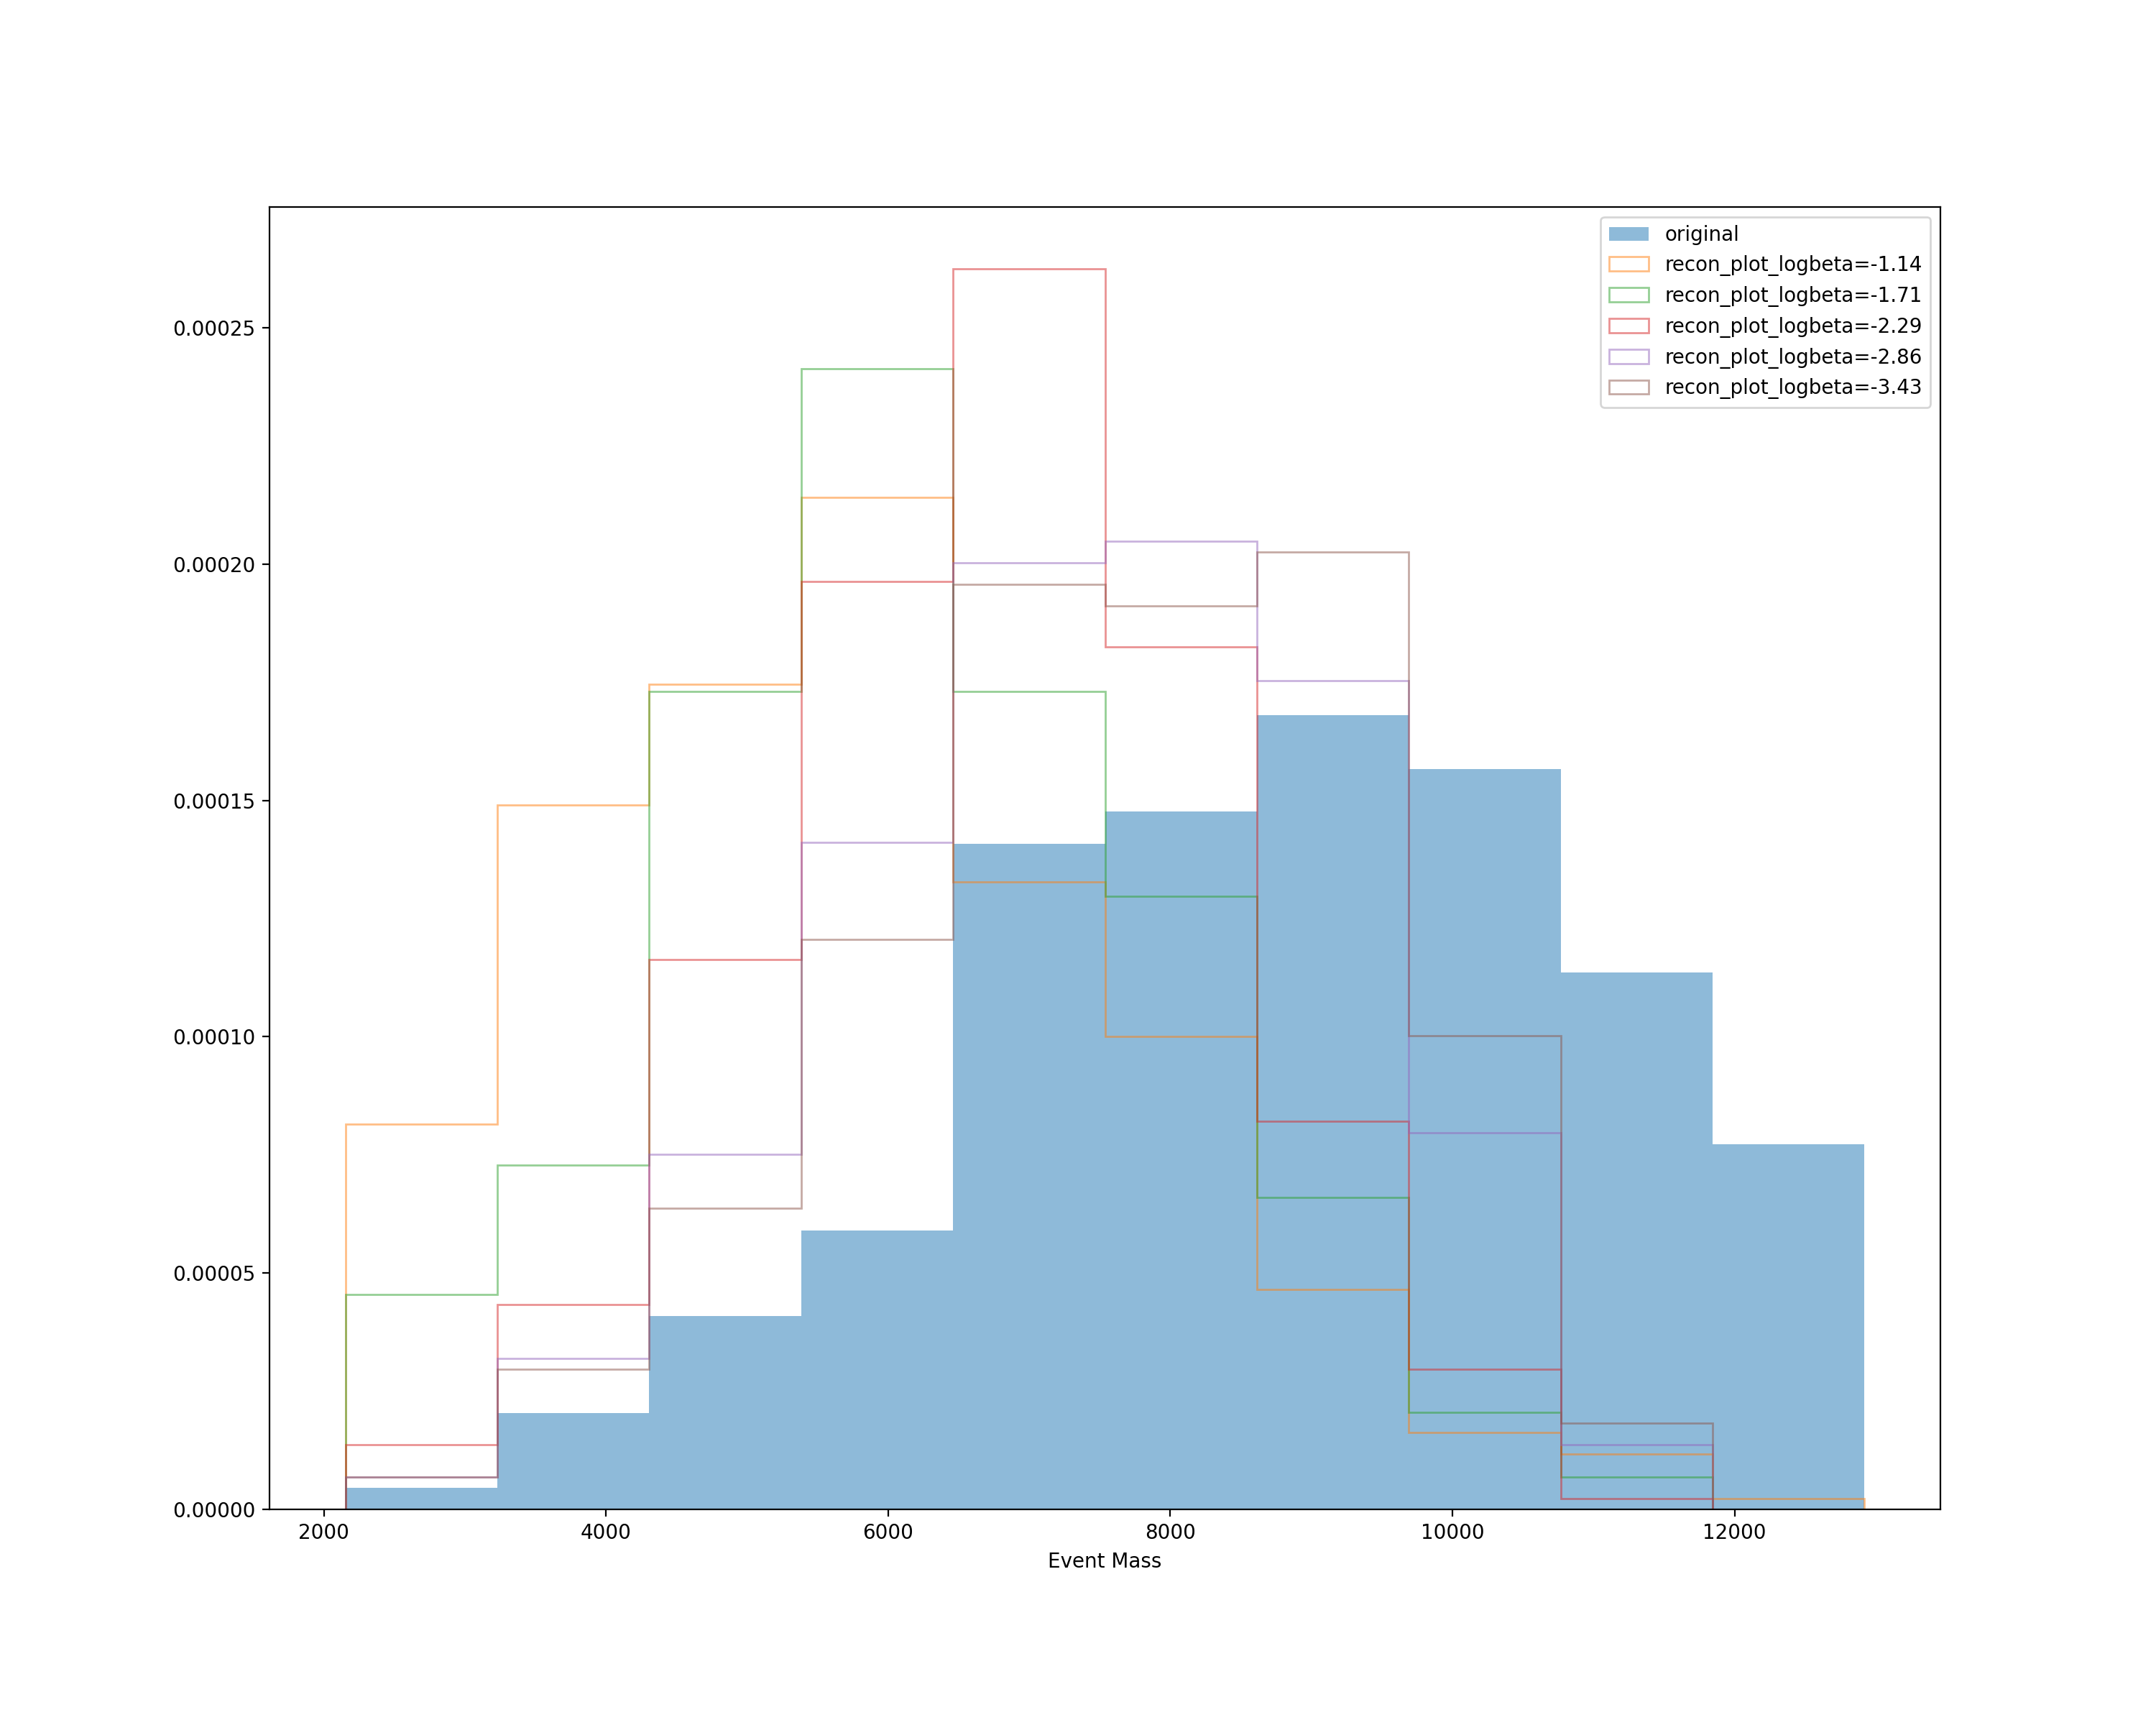 original
recon_plot_logbeta=-1.14
recon_plot_logbeta=-1.71
recon_plot_logbeta=-2.29
recon_plot_logbeta=-2.86
recon_plot_logbeta=-3.43
0.00025
0.00020
0.00015
0.00010
0.00005
0.00000
2000 4000 6000 8000 10000 12000
Event Mass